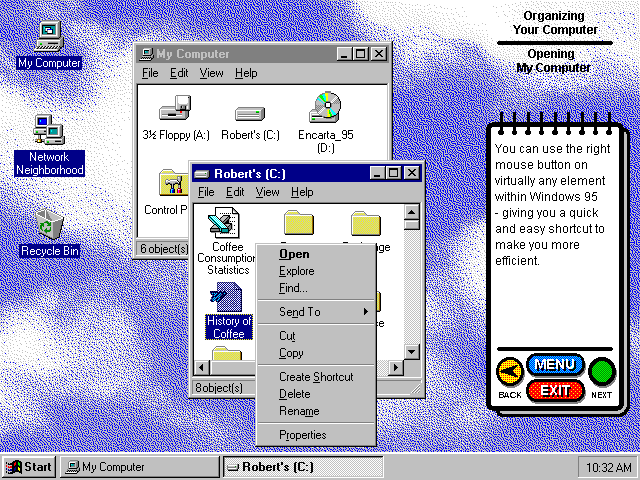 Organizing
Your Computer
Opening
My Computer
My Computer
Network
Neighborhood
Recycle Bin
My Computer
File Edit View Help
3½ Floppy (A:)
Robert's (C:)
Encarta_95
(D:)
Control P
6 object(s)
Robert's (C:)
File Edit View Help
Coffee
Consumption
Statistics
History of
Coffee
8 object(s)
Open
Explore
Find...
Send To
Cut
Copy
Create Shortcut
Delete
Rename
Properties
You can use the right
mouse button on
virtually any element
within Windows 95
- giving you a quick
and easy shortcut to
make you more
efficient.
MENU
BACK
EXIT
NEXT
Start
My Computer
Robert's (C:)
10:32 AM